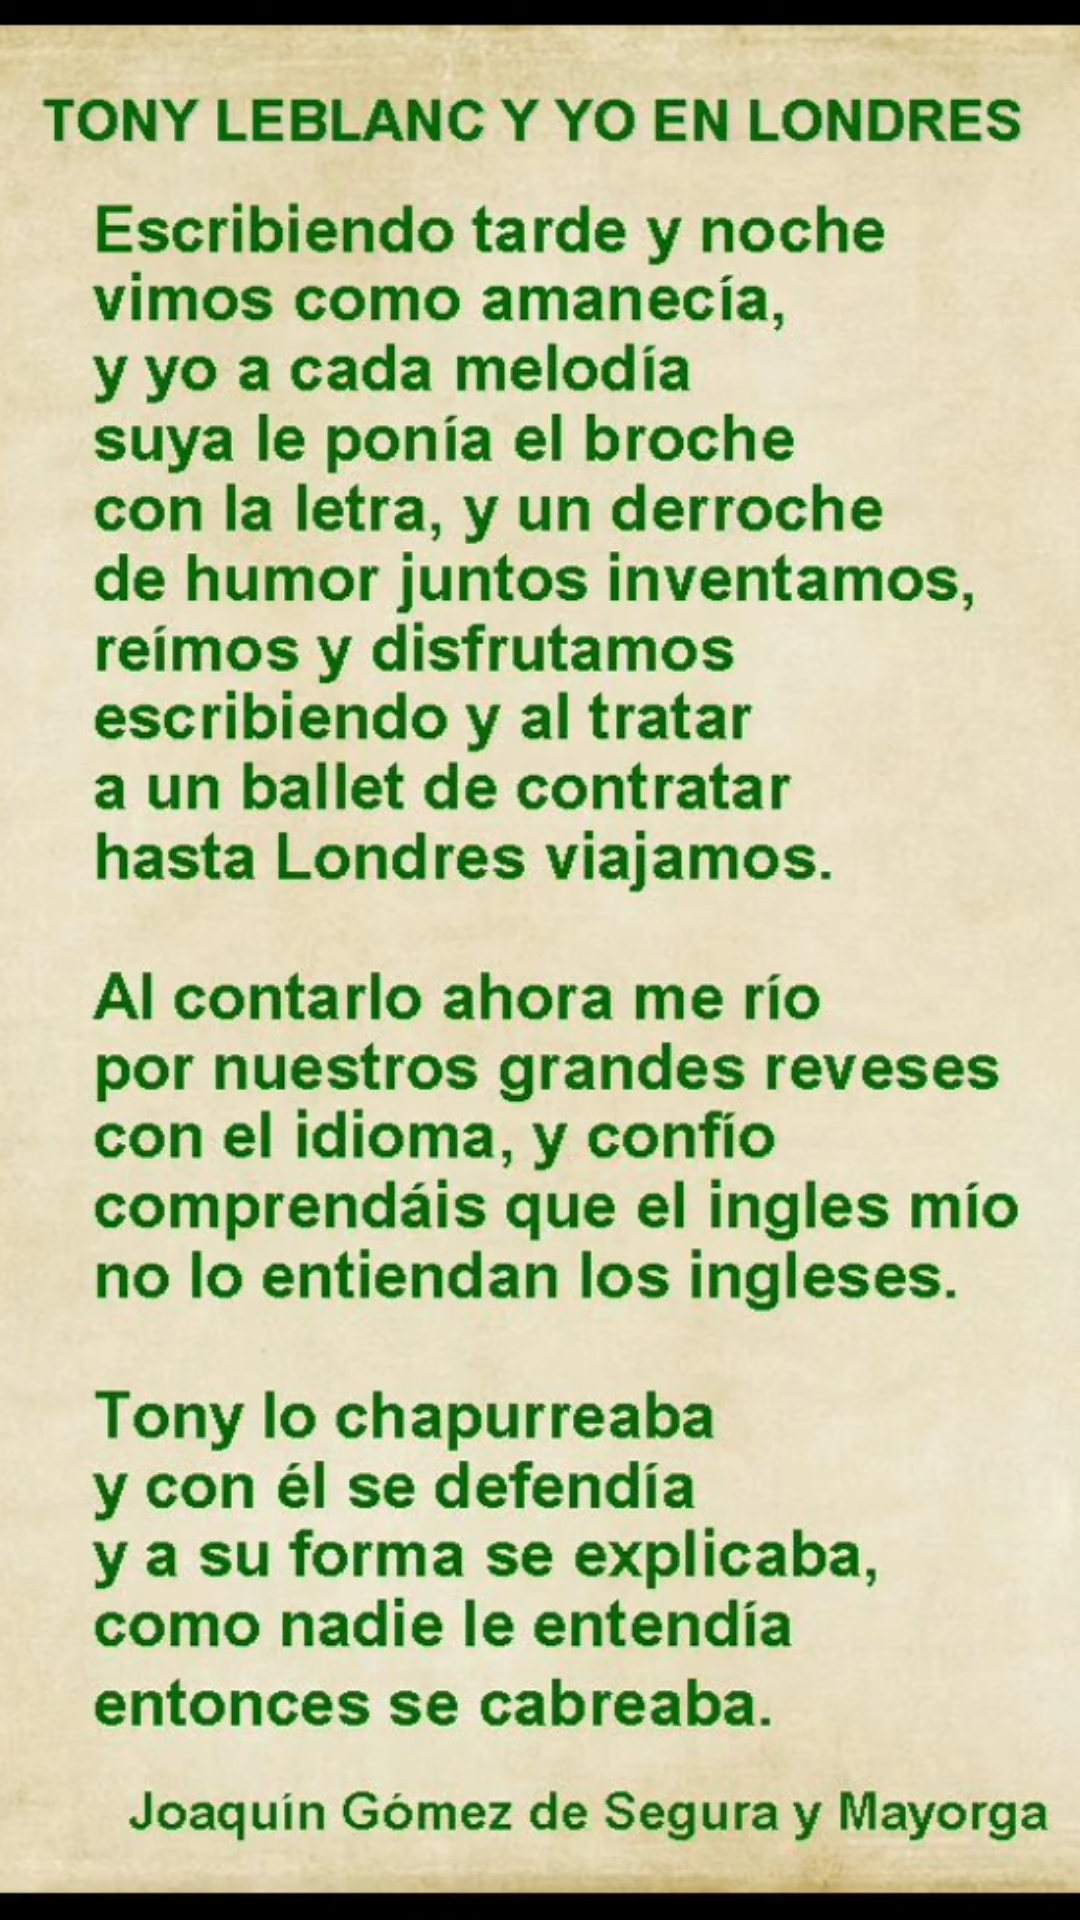 TONY LEBLANC Y YO EN LONDRES
Escribiendo tarde y noche
vimos como amanecía,
y yo a cada melodía
suya le ponía el broche
con la letra, y un derroche
de humor juntos inventamos,
reímos y disfrutamos
escribiendo y al tratar
a un ballet de contratar
hasta Londres viajamos.
Al contarlo ahora me río
por nuestros grandes reveses
con el idioma, y confío
comprendáis que el ingles mío
no lo entiendan los ingleses.
Tony lo chapurreaba
y con él se defendía
y a su forma se explicaba,
como nadie le entendía
entonces se cabreaba.
Joaquín Gómez de Segura y Mayorga